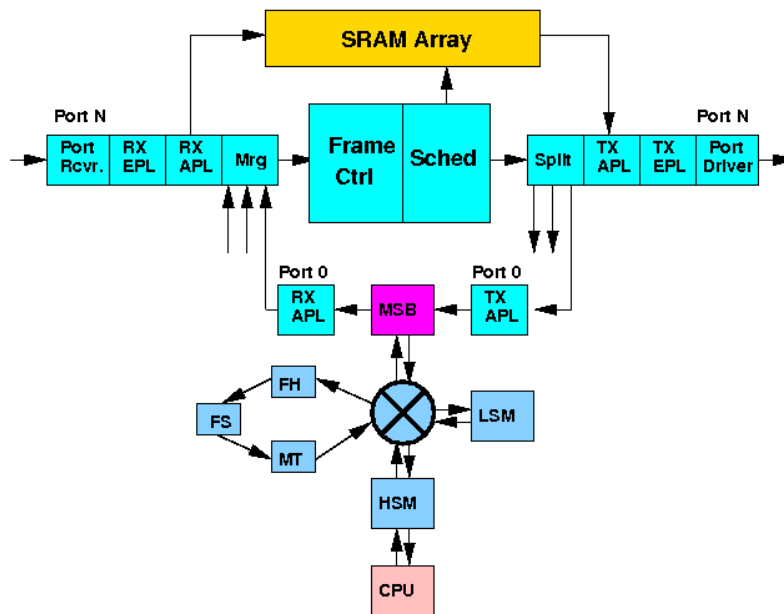 SRAM Array
Port N
Port N
Port
Rcvr.
RX
EPL
RX
APL
Mrg
Frame
Ctrl
Sched
Split
TX
APL
TX
EPL
Port
Driver
Port 0
Port 0
RX
APL
MSB
TX
APL
FH
FS
MT
LSM
HSM
CPU